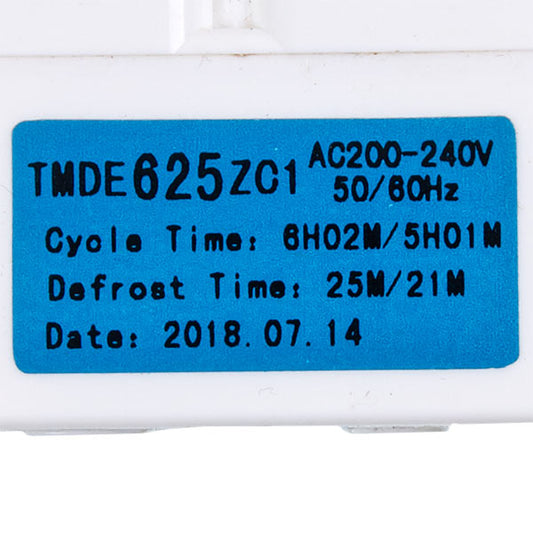 TMDE625ZC1 AC200-240V
50/60Hz
Cycle Time: 6H02M/5H01M
Defrost Time: 25M/21M
Date: 2018.07.14